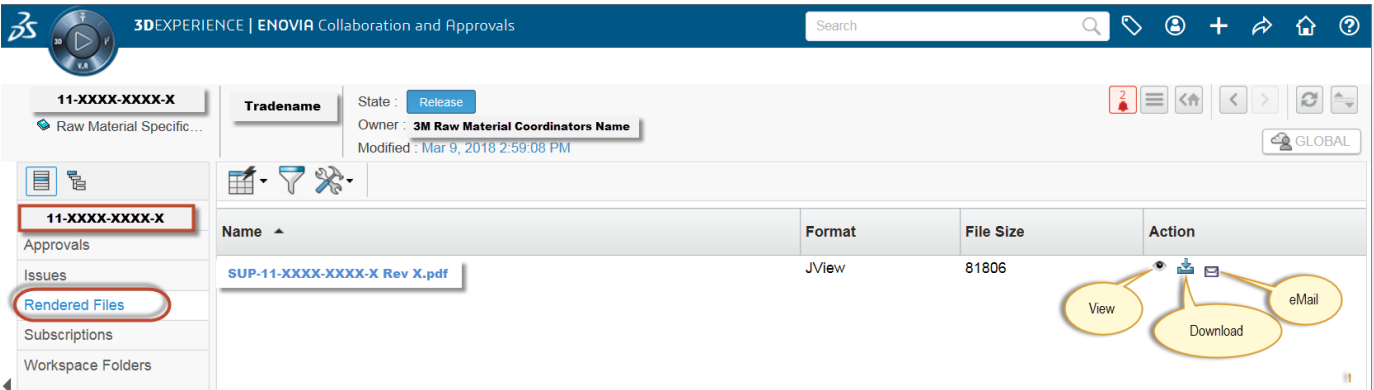 3DEXPERIENCE | ENOVIA Collaboration and Approvals
Search
3D
V.R
11-XXXX-XXXX-X
Raw Material Specific...
Tradename
State : Release
Owner : 3M Raw Material Coordinators Name
Modified : Mar 9, 2018 2:59:08 PM
2
GLOBAL
11-XXXX-XXXX-X
Approvals
Issues
Rendered Files
Subscriptions
Workspace Folders
Name Format File Size Action
SUP-11-XXXX-XXXX-X Rev X.pdf JView 81806
View
Download
eMail